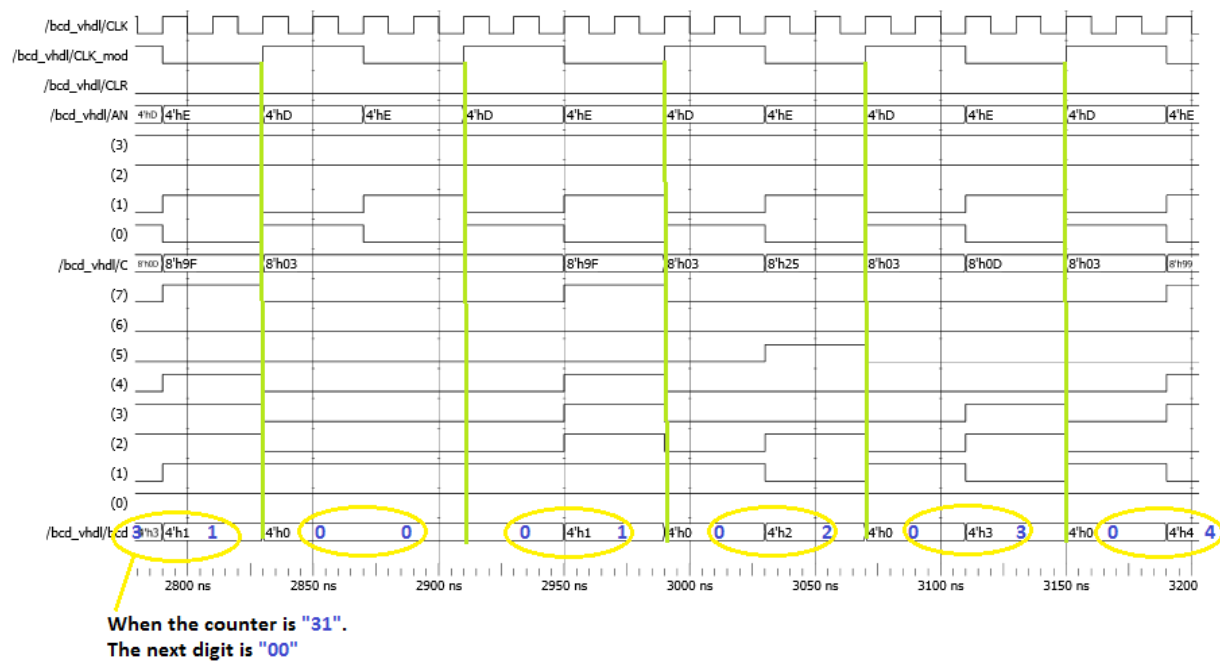 /bcd_vhdl/CLK
/bcd_vhdl/CLK_mod
/bcd_vhdl/CLR
/bcd_vhdl/AN 4'hD 4'hE 4'hD 4'hE 4'hD 4'hE 4'hD 4'hE 4'hD 4'hE 4'hD 4'hE
(3)
(2)
(1)
(0)
/bcd_vhdl/C 8'h0D 8'h9F 8'h03 8'h9F 8'h03 8'h25 8'h03 8'h0D 8'h03 8'h99
(7)
(6)
(5)
(4)
(3)
(2)
(1)
(0)
/bcd_vhdl/bcd 3 'h3 4'h1 1 4'h0 0 0 0 4'h1 1 4'h0 0 4'h2 2 4'h0 0 4'h3 3 4'h0 0 4'h4 4
2800 ns 2850 ns 2900 ns 2950 ns 3000 ns 3050 ns 3100 ns 3150 ns 3200
When the counter is "31".
The next digit is "00"